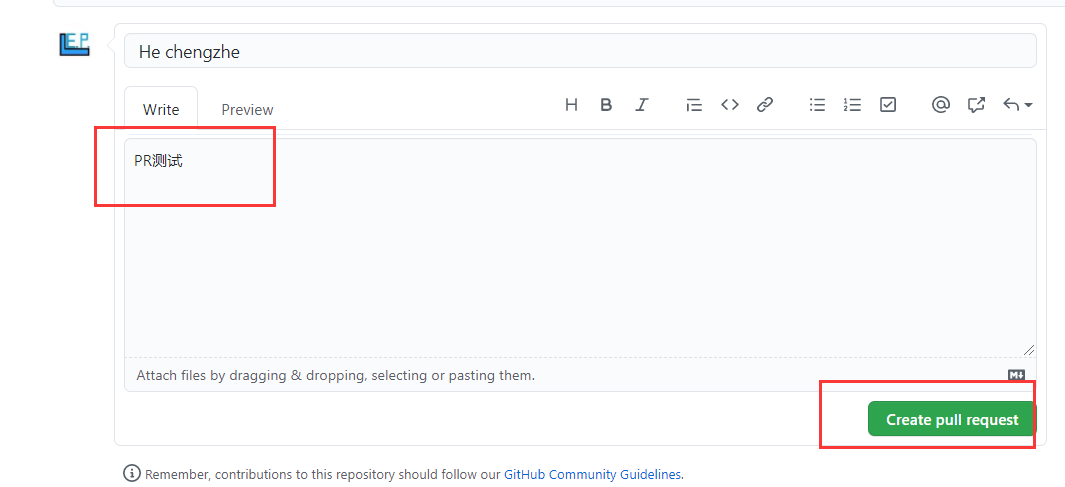 LEP
He chengzhe
Write Preview
PR测试
Attach files by dragging & dropping, selecting or pasting them.
Create pull request
Remember, contributions to this repository should follow our GitHub Community Guidelines.